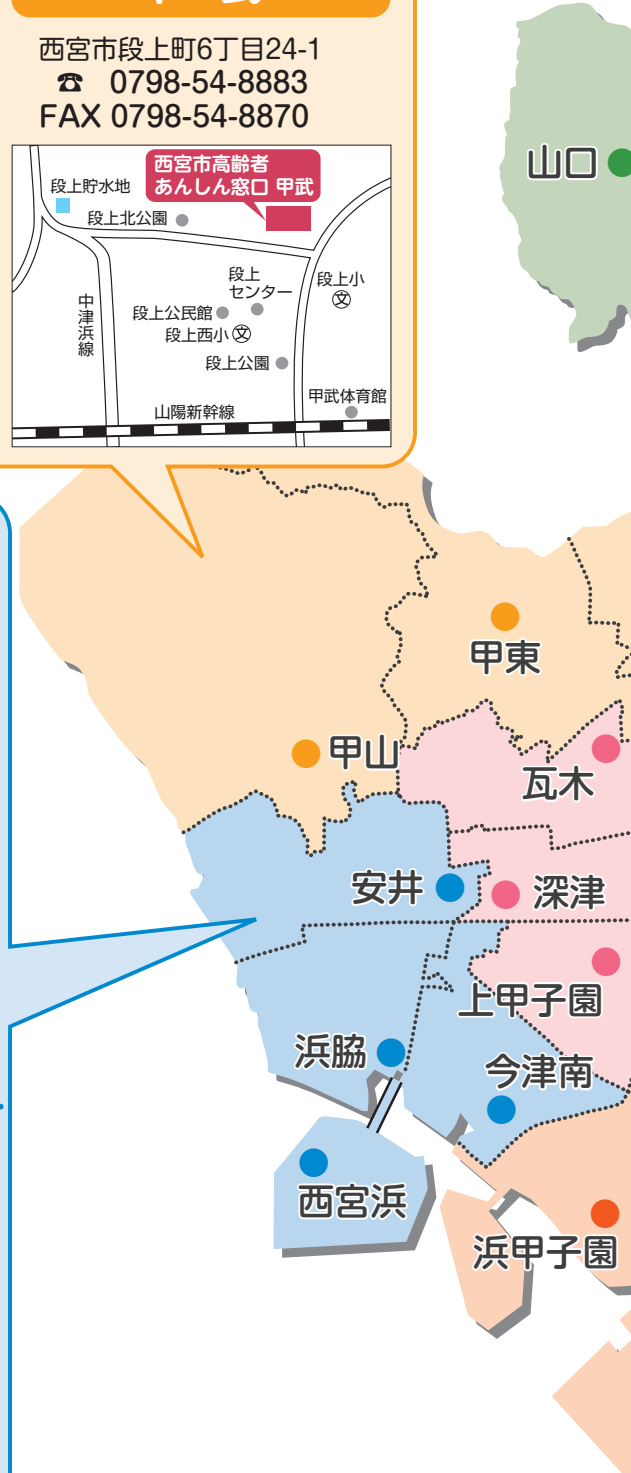 西宮市段上町6丁目24-1
☎ 0798-54-8883
FAX 0798-54-8870
西宮市高齢者
あんしん窓口 甲武
段上貯水地
段上北公園
中津浜線
段上
センター
段上小
文
段上公民館
段上西小 文
段上公園
甲武体育館
山陽新幹線
山口
甲東
甲山
瓦木
安井
深津
上甲子園
浜脇
今津南
西宮浜
浜甲子園